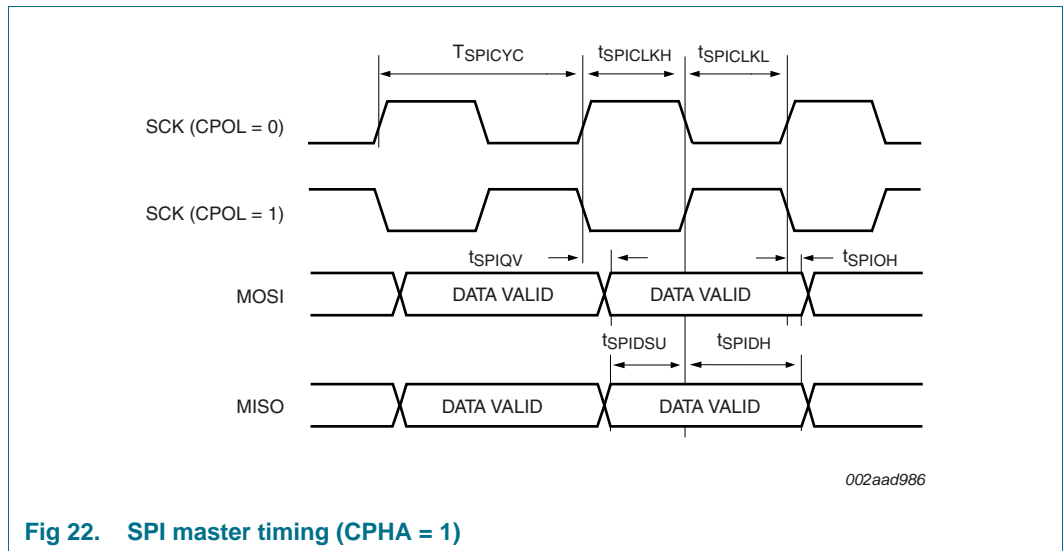 TSPICYC tSPICLKH tSPICLKL
SCK (CPOL = 0)
SCK (CPOL = 1)
tSPIQV tSPIOH
MOSI DATA VALID DATA VALID
tSPIDSU tSPIDH
MISO DATA VALID DATA VALID
002aad986
Fig 22. SPI master timing (CPHA = 1)